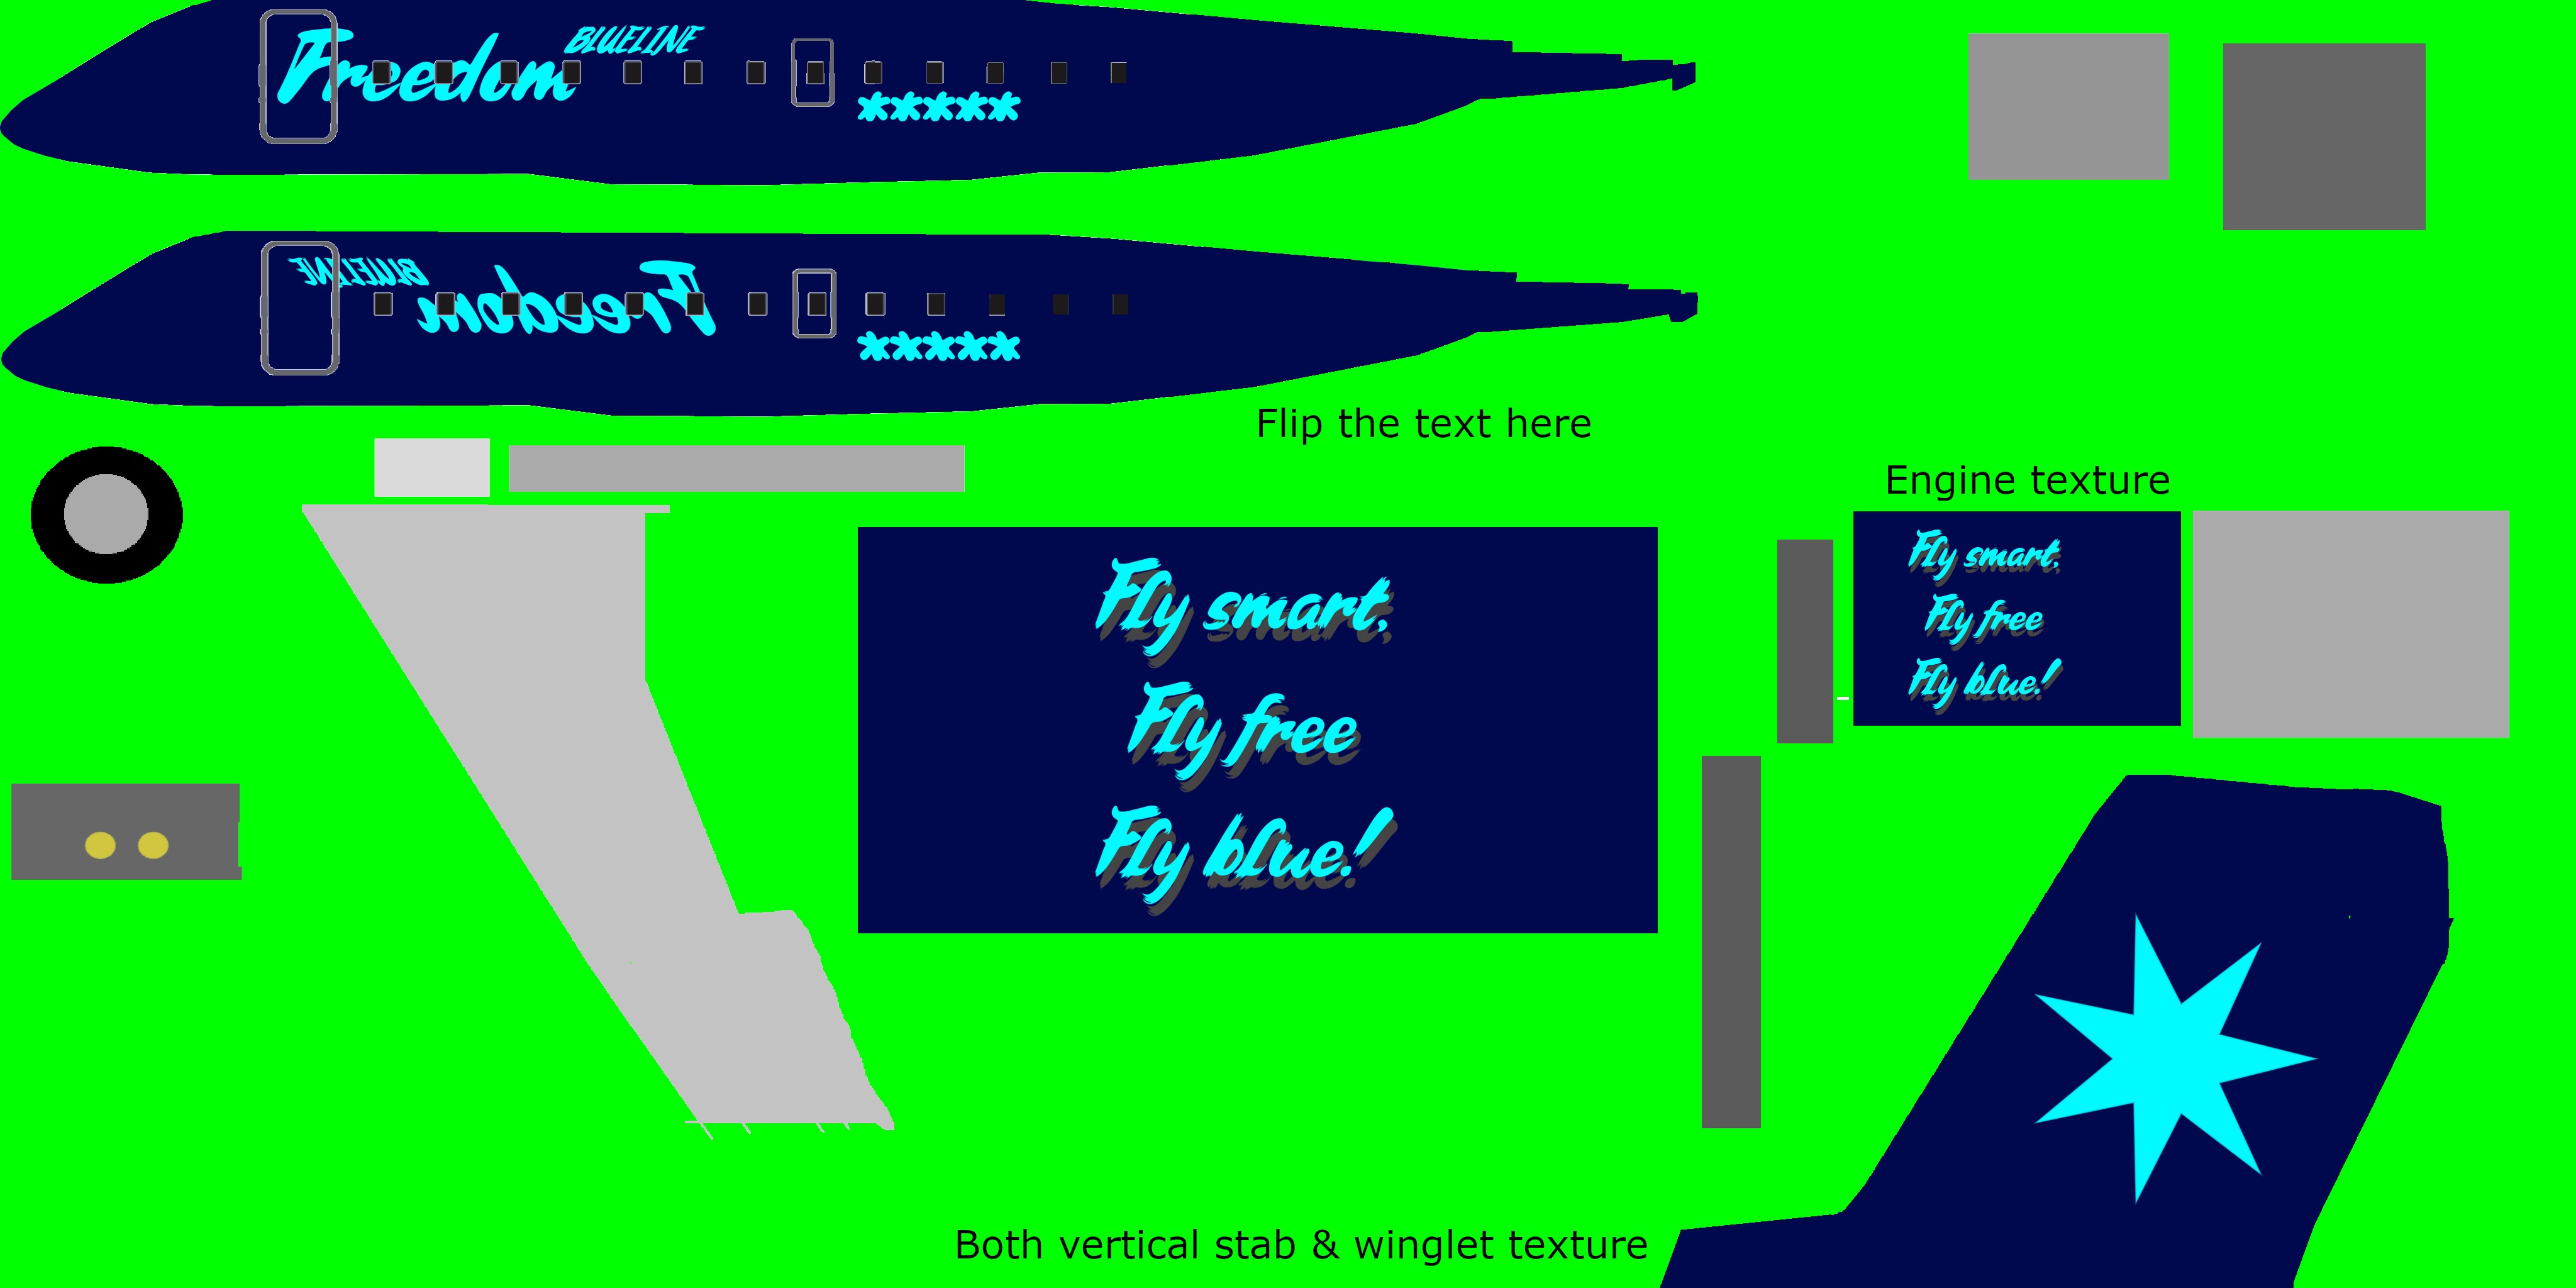 Freedom
BLUELINE
*****
BLUELINE
Freedom
*****
Flip the text here
Engine texture
Fly smart,
Fly free
Fly blue!
Fly smart,
Fly free
Fly blue!
Both vertical stab & winglet texture